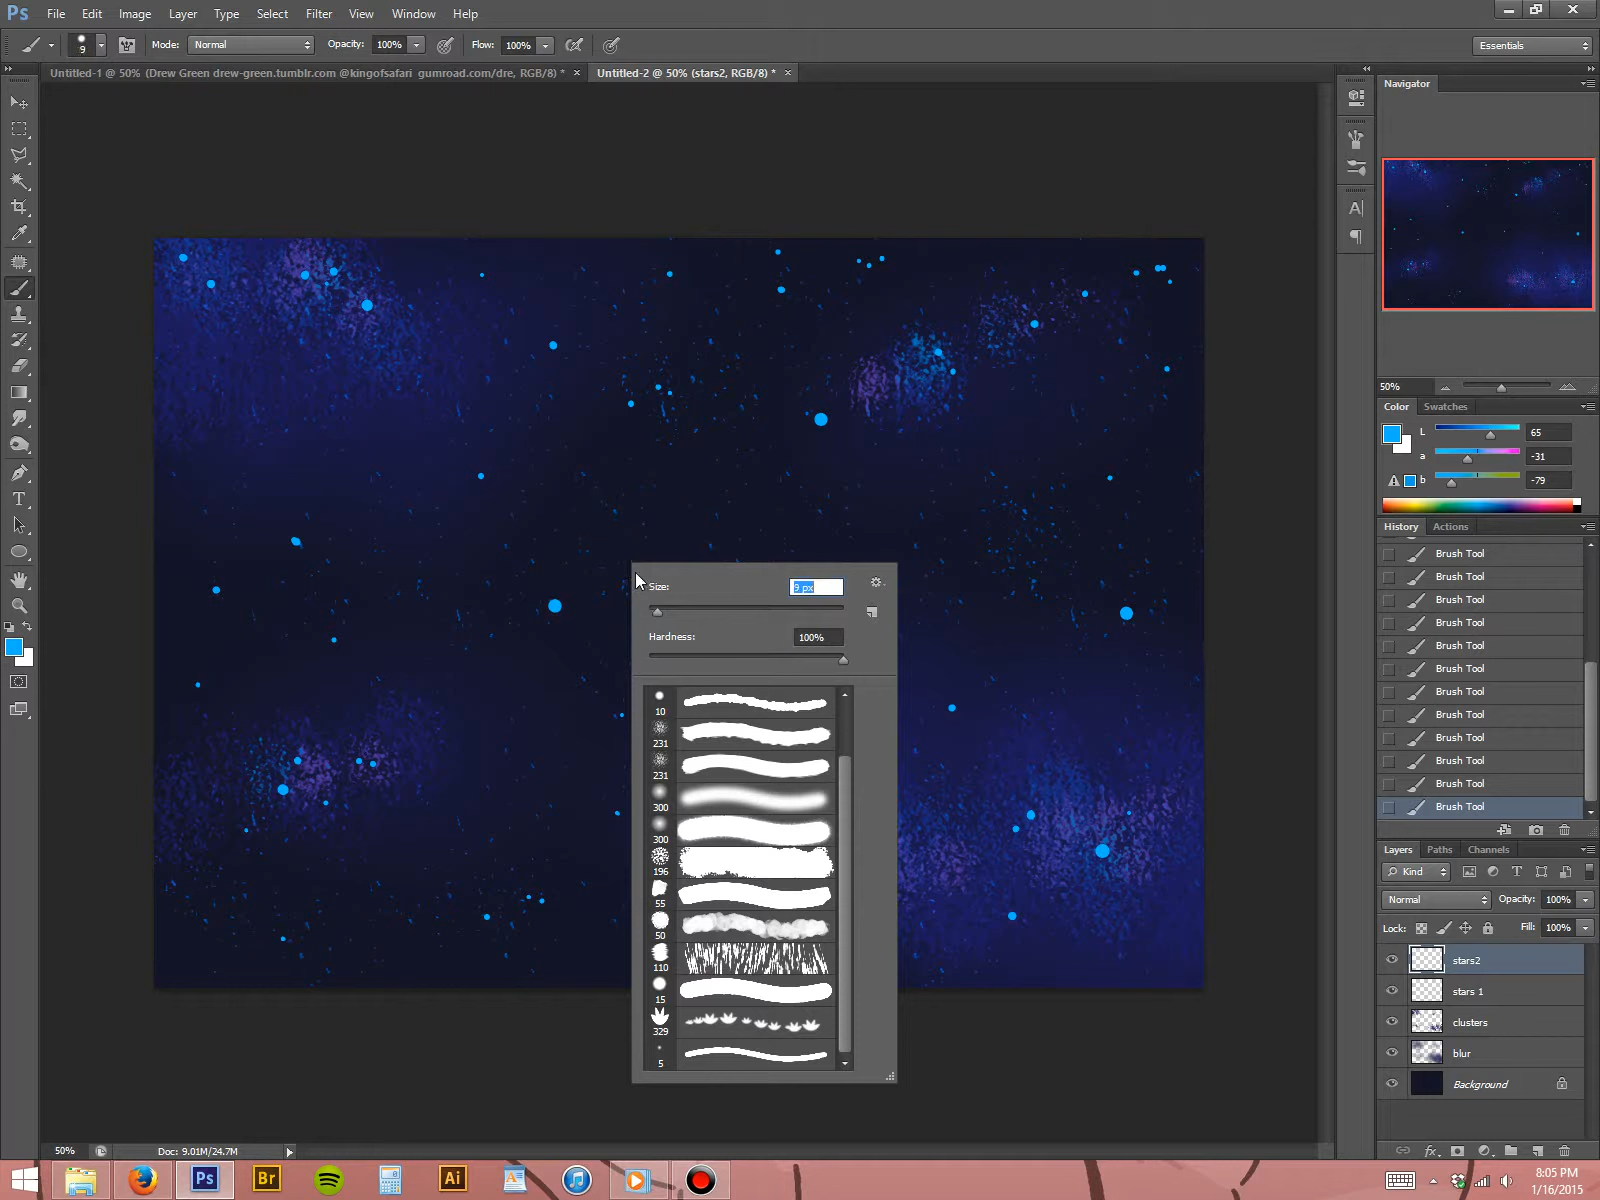 Ps File Edit Image Layer Type Select Filter View Window Help
9 Mode: Normal Opacity: 100% Flow: 100% Essentials
Untitled-1 @ 50% (Drew Green drew-green.tumblr.com @kingofsafari gumroad.com/dre, RGB/8) * × Untitled-2 @ 50% (stars2, RGB/8) * ×
Navigator
50%
Color Swatches
L 65
a -31
b -79
History Actions
Brush Tool
Brush Tool
Brush Tool
Brush Tool
Brush Tool
Brush Tool
Brush Tool
Brush Tool
Brush Tool
Brush Tool
Brush Tool
Brush Tool
Size: 9 px
Hardness: 100%
10
231
231
300
300
196
55
50
110
15
329
5
Layers Paths Channels
Kind
Normal Opacity: 100%
Lock: Fill: 100%
stars2
stars 1
clusters
blur
Background
50% Doc: 9.01M/24.7M
Ps Br Ai
8:05 PM
1/16/2015